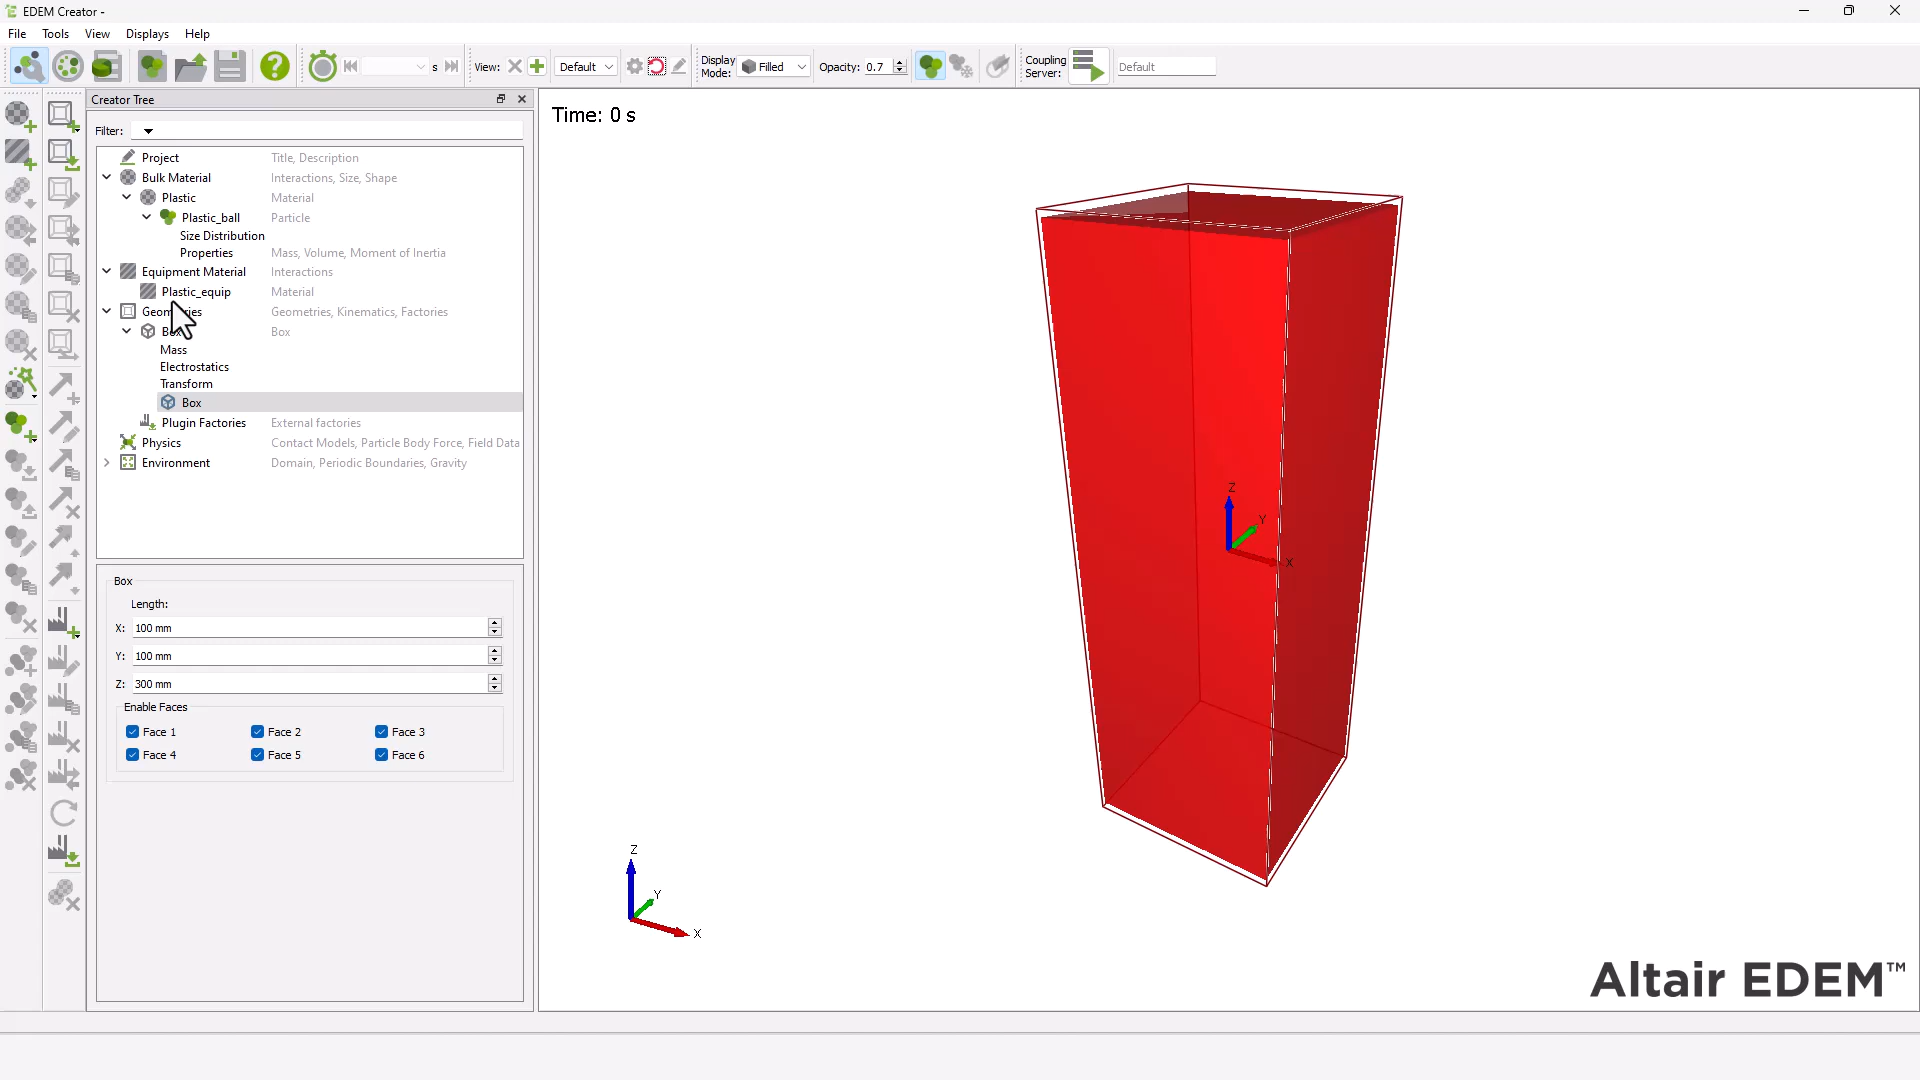 EDEM Creator -
File Tools View Displays Help
s View: Default Display Mode: Filled Opacity: 0.7 Coupling Server: Default
Creator Tree
Filter:
Project Title, Description
Bulk Material Interactions, Size, Shape
Plastic Material
Plastic_ball Particle
Size Distribution
Properties Mass, Volume, Moment of Inertia
Equipment Material Interactions
Plastic_equip Material
Geometries, Kinematics, Factories
Box
Mass
Electrostatics
Transform
Box
Plugin Factories External factories
Physics Contact Models, Particle Body Force, Field Data
Environment Domain, Periodic Boundaries, Gravity
Box
Length:
X: 100 mm
Y: 100 mm
Z: 300 mm
Enable Faces
Face 1 Face 2 Face 3
Face 4 Face 5 Face 6
Time: 0 s
Z
Y
X
Z
Y
X
Altair EDEM™